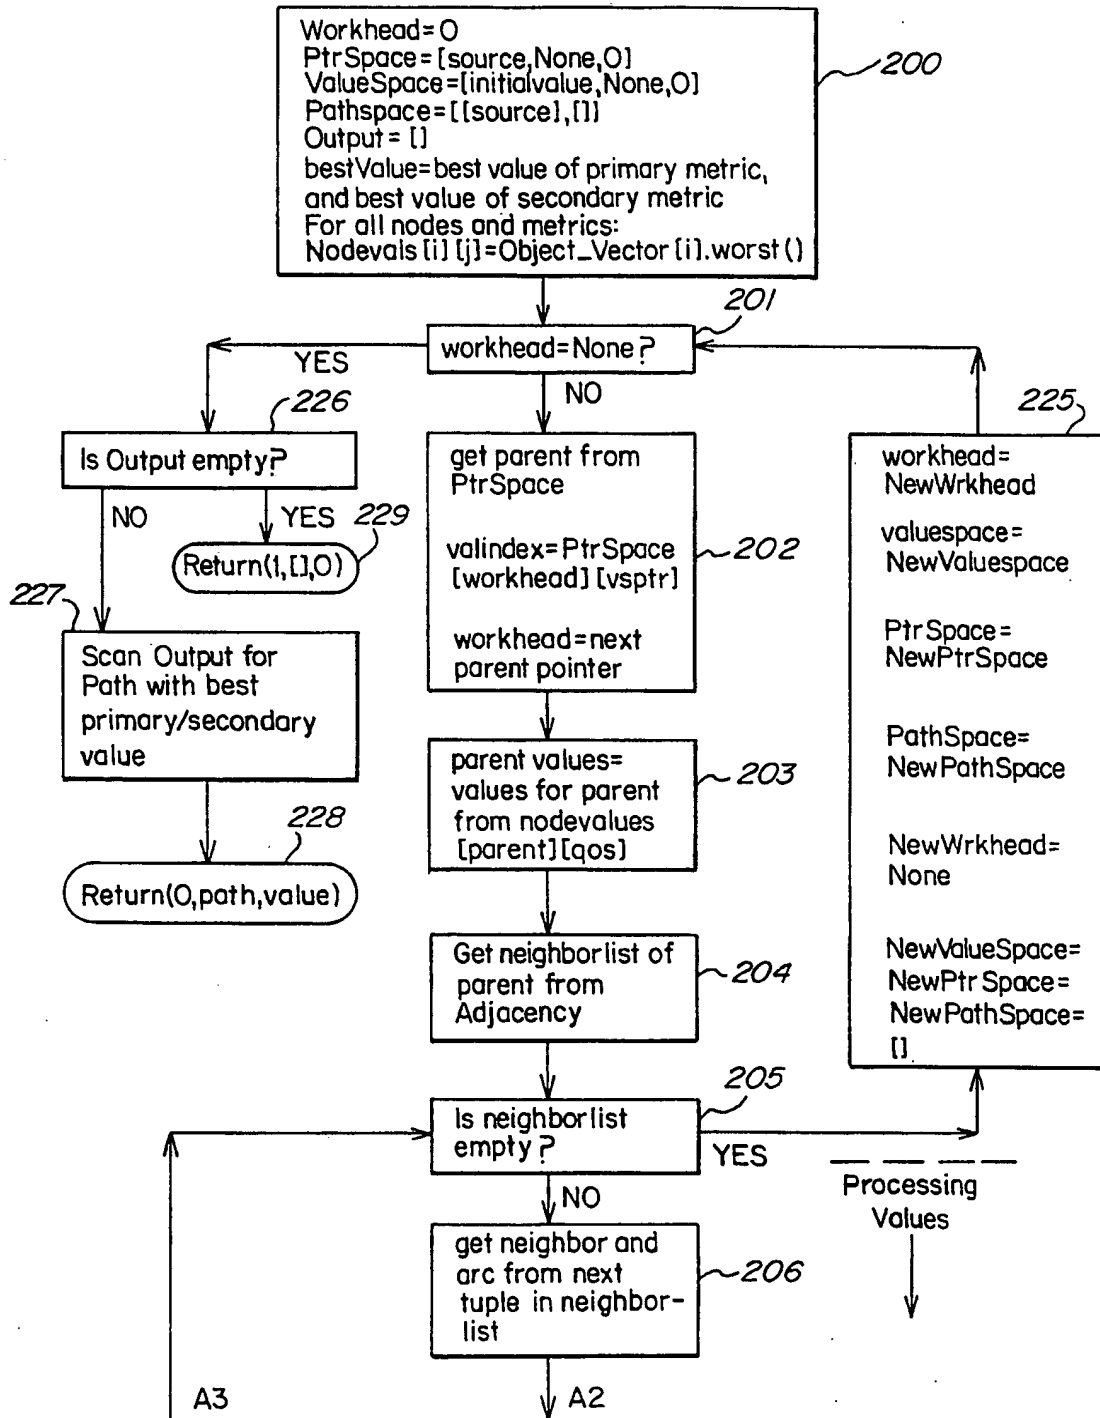 Workhead=0
PtrSpace=[source,None,0]
ValueSpace=[initialvalue,None,0]
Pathspace=[[source],[]]
Output=[]
bestValue=best value of primary metric,
and best value of secondary metric
For all nodes and metrics:
Nodevals[i][j]=Object_Vector[i].worst()
200
201
workhead=None?
YES
NO
226
Is Output empty?
NO
YES
229
Return(1,[],0)
227
Scan Output for
Path with best
primary/secondary
value
228
Return(0,path,value)
get parent from
PtrSpace
valindex=PtrSpace
[workhead][vsptr]
workhead=next
parent pointer
202
parent values=
values for parent
from nodevalues
[parent][qos]
203
Get neighborlist of
parent from
Adjacency
204
Is neighborlist
empty?
205
YES
NO
get neighbor and
arc from next
tuple in neighbor-
list
206
225
workhead=
NewWrkhead
valuespace=
NewValuespace
PtrSpace=
NewPtrSpace
PathSpace=
NewPathSpace
NewWrkhead=
None
NewValueSpace=
NewPtrSpace=
NewPathSpace=
[]
Processing
Values
A3
A2